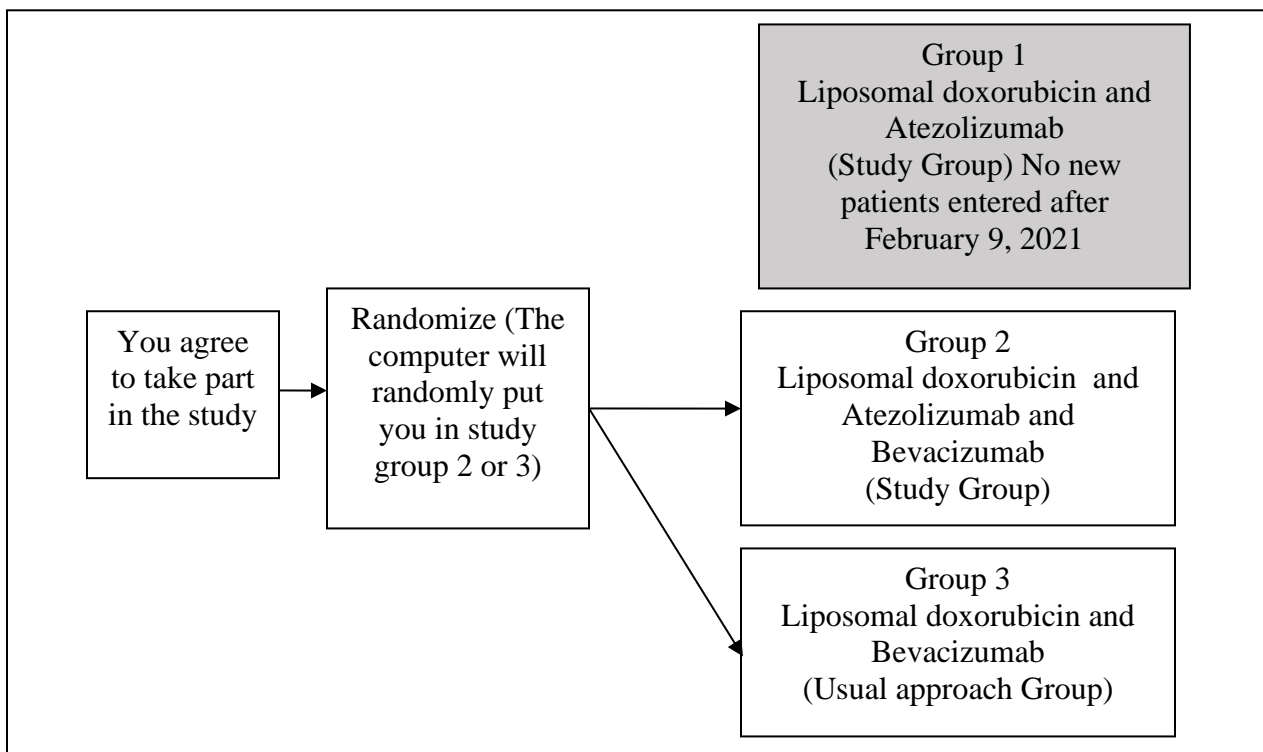 Group 1
Liposomal doxorubicin and
Atezolizumab
(Study Group) No new
patients entered after
February 9, 2021
You agree
to take part
in the study
Randomize (The
computer will
randomly put
you in study
group 2 or 3)
Group 2
Liposomal doxorubicin  and
Atezolizumab and
Bevacizumab
(Study Group)
Group 3
Liposomal doxorubicin and
Bevacizumab
(Usual approach Group)